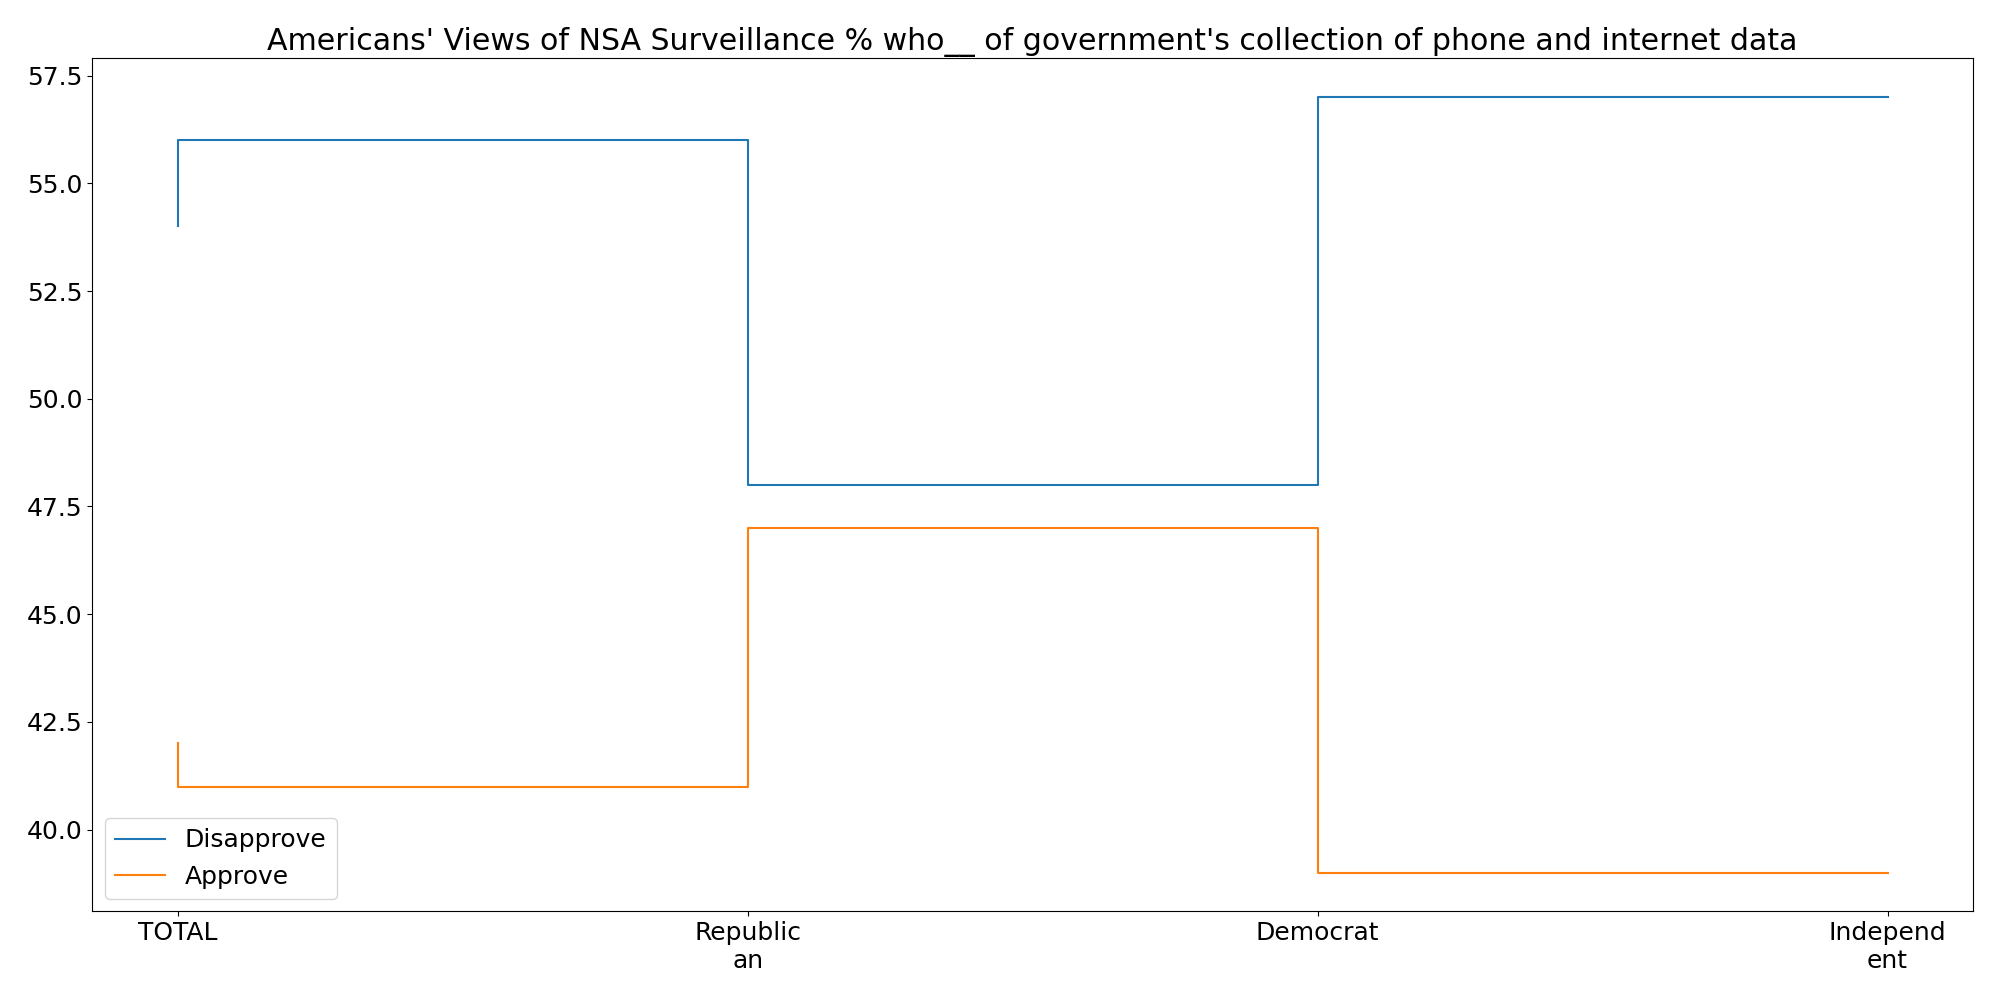 Americans' Views of NSA Surveillance % who__ of government's collection of phone and internet data
57.5
55.0
52.5
50.0
47.5
45.0
42.5
40.0
Disapprove
Approve
TOTAL
Republic
an
Democrat
Independ
ent